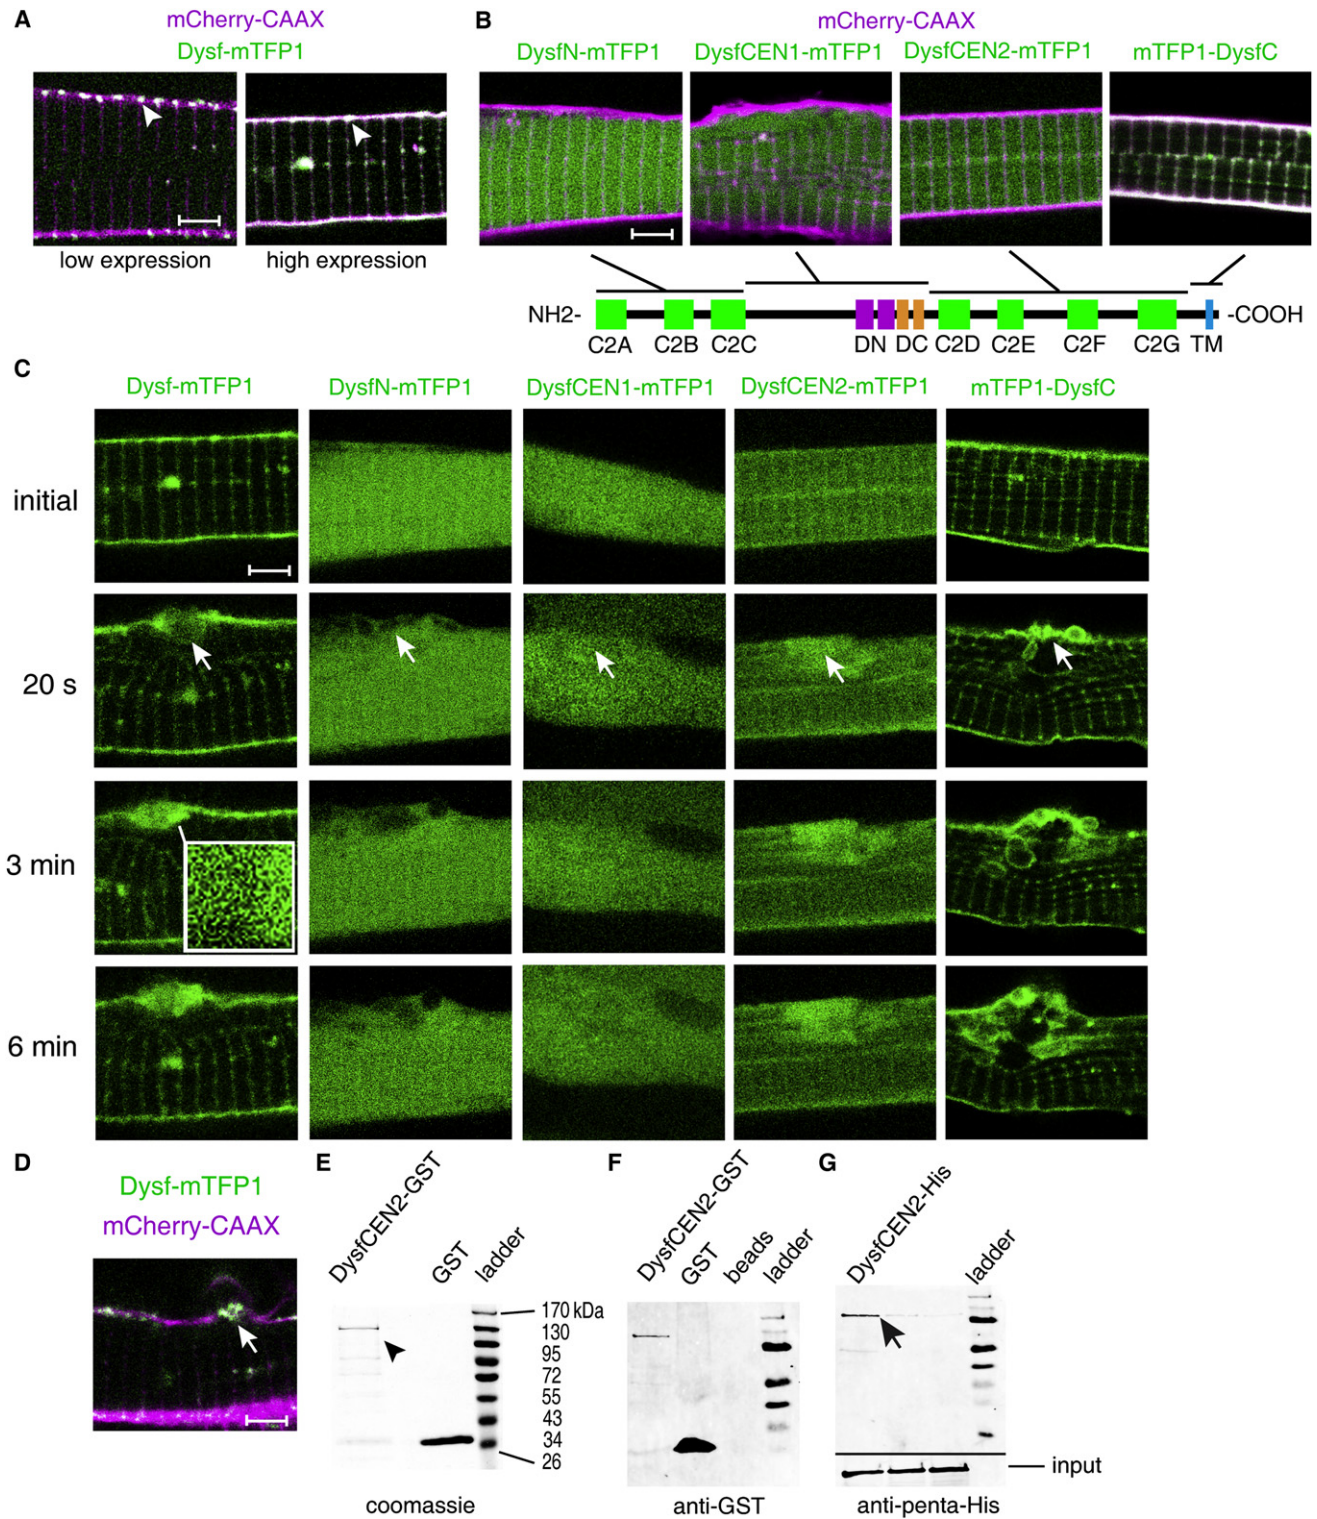 A
mCherry-CAAX
Dysf-mTFP1
low expression
high expression
B
mCherry-CAAX
DysfN-mTFP1
DysfCEN1-mTFP1
DysfCEN2-mTFP1
mTFP1-DysfC
NH2-
-COOH
C2A
C2B
C2C
DN
DC
C2D
C2E
C2F
C2G
TM
C
Dysf-mTFP1
DysfN-mTFP1
DysfCEN1-mTFP1
DysfCEN2-mTFP1
mTFP1-DysfC
initial
20 s
3 min
6 min
D
Dysf-mTFP1
mCherry-CAAX
E
DysfCEN2-GST
GST
ladder
170 kDa
130
95
72
55
43
34
26
coomassie
F
DysfCEN2-GST
GST
beads
ladder
anti-GST
G
DysfCEN2-His
ladder
input
anti-penta-His